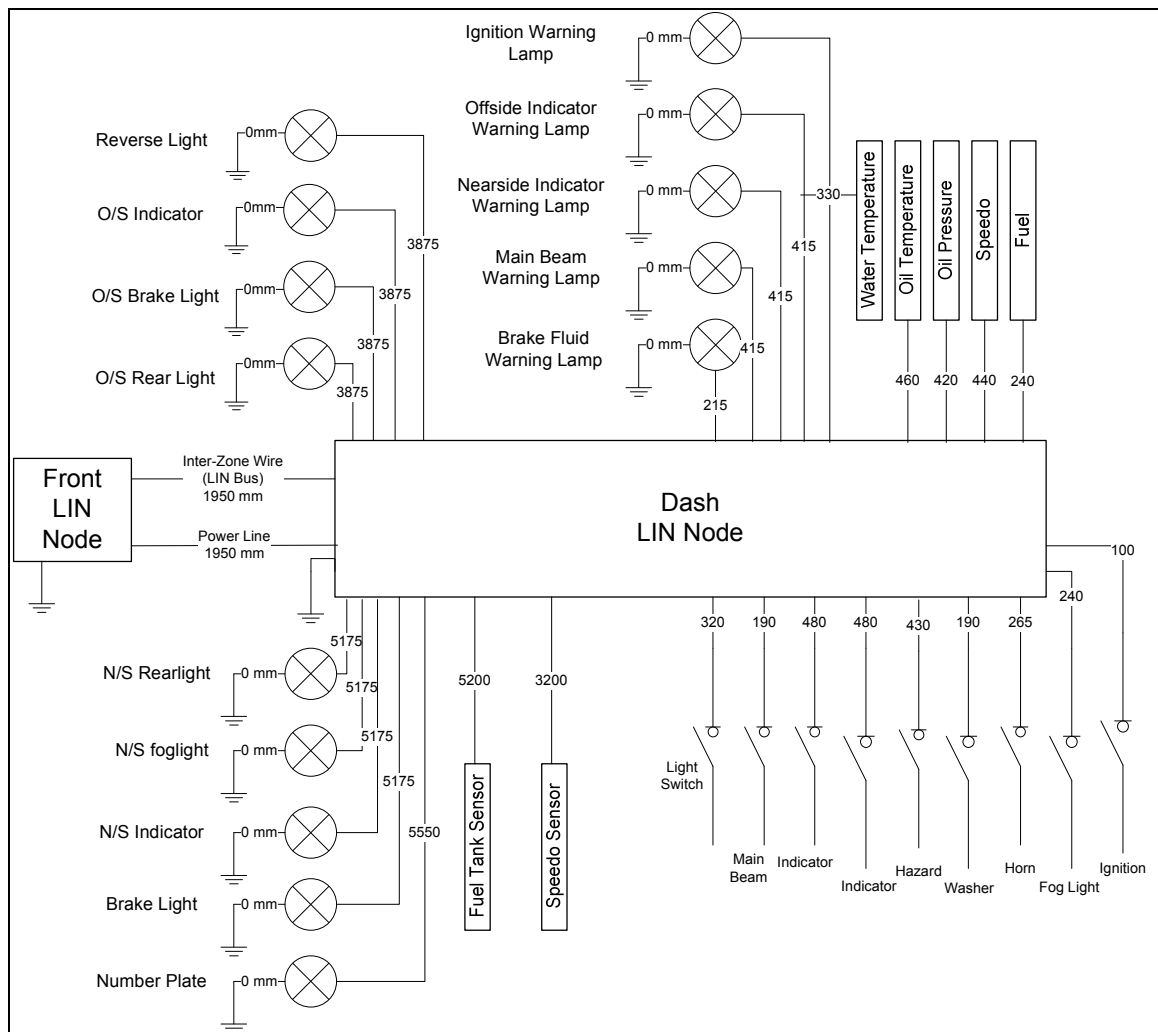 Ignition Warning
Lamp
0 mm
Offside Indicator
Warning Lamp
0 mm
Nearside Indicator
Warning Lamp
0 mm
Main Beam
Warning Lamp
0 mm
Brake Fluid
Warning Lamp
0 mm
330
415
415
415
215
Water Temperature
Oil Temperature
Oil Pressure
Speedo
Fuel
460
420
440
240
Reverse Light
0mm
O/S Indicator
0mm
O/S Brake Light
0mm
O/S Rear Light
0mm
3875
3875
3875
3875
Front
LIN
Node
Inter-Zone Wire
(LIN Bus)
1950 mm
Power Line
1950 mm
Dash
LIN Node
100
240
N/S Rearlight
0 mm
N/S foglight
0 mm
N/S Indicator
0 mm
Brake Light
0 mm
Number Plate
0 mm
5175
5175
5175
5175
5550
5200
3200
Fuel Tank Sensor
Speedo Sensor
320
190
480
480
430
190
265
Light
Switch
Main
Beam
Indicator
Indicator
Hazard
Washer
Horn
Fog Light
Ignition